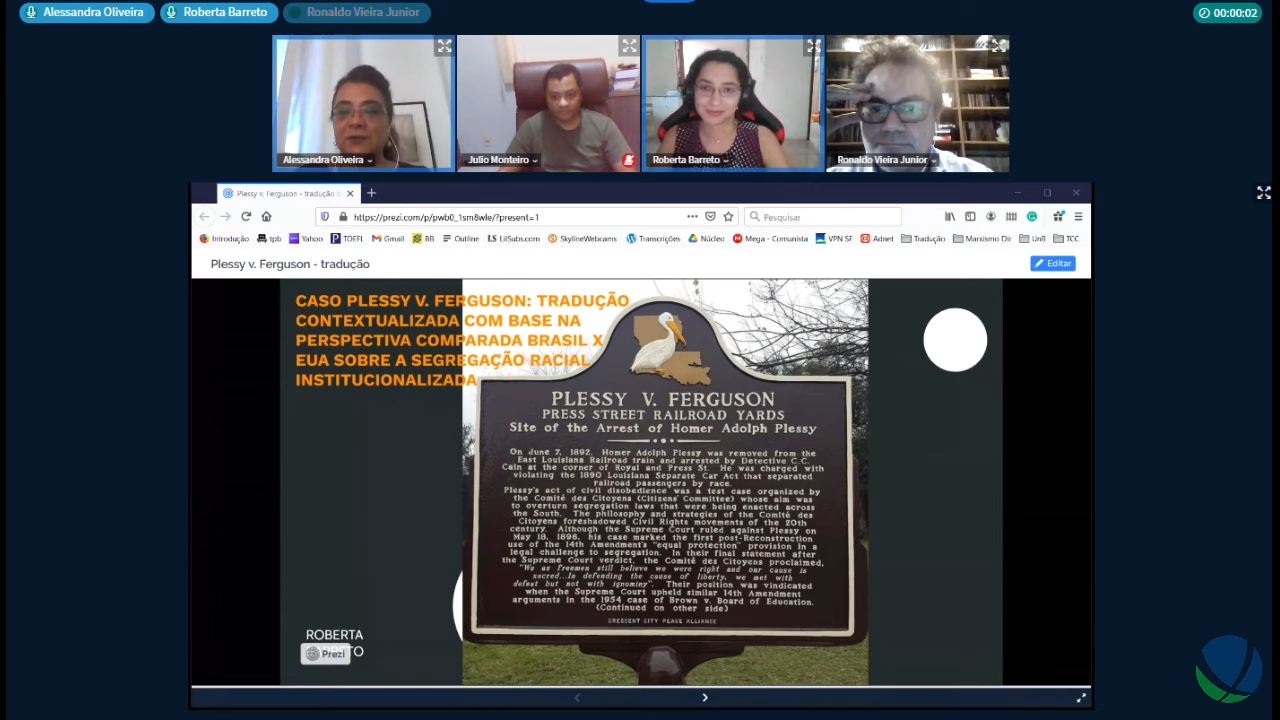 Alessandra Oliveira
Roberta Barreto
Ronaldo Vieira Junior
00:00:02
Alessandra Oliveira
Julio Monteiro
Roberta Barreto
Ronaldo Vieira Junior
Plessy v. Ferguson - tradução
https://prezi.com/p/pwb0_1sm8wle/?present=1
Pesquisar
Introdução
tpb
Yahoo
TOEFL
Gmail
BB
Outline
LilSubs.com
SkylineWebcams
Transcrições
Núcleo
Mega - Comunista
VPN SF
Adnet
Tradução
Marxismo Dir
UnB
TCC
Plessy v. Ferguson - tradução
Editar
CASO PLESSY V. FERGUSON: TRADUÇÃO
CONTEXTUALIZADA COM BASE NA
PERSPECTIVA COMPARADA BRASIL X
EUA SOBRE A SEGREGAÇÃO RACIAL
INSTITUCIONALIZADA
PLESSY V. FERGUSON
PRESS STREET RAILROAD YARDS
Site of the Arrest of Homer Adolph Plessy
On June 7, 1892, Homer Adolph Plessy was removed from the
East Louisiana Railroad train and arrested by Detective C.C.
Cain at the corner of Royal and Press St. He was charged with
violating the 1890 Louisiana Separate Car Act that separated
railroad passengers by race.
Plessy's act of civil disobedience was a test case organized by
the Comité des Citoyens (Citizens' Committee) whose aim was
to overturn segregation laws that were being enacted across
the South. The philosophy and strategies of the Comité des
Citoyens foreshadowed Civil Rights movements of the 20th
century. Although the Supreme Court ruled against Plessy on
May 18, 1896, his case marked the first post-Reconstruction
use of the 14th Amendment's "equal protection" provision in a
legal challenge to segregation. In their final statement after
the Supreme Court verdict, the Comité des Citoyens proclaimed,
"We as freemen still believe we were right and our cause is
sacred...In defending the cause of liberty, we met with
defeat but not with ignominy". Their position was vindicated
when the Supreme Court upheld similar 14th Amendment
arguments in the 1954 case of Brown v. Board of Education.
(Continued on other side)
CRESCENT CITY PEACE ALLIANCE
ROBERTA
Prezi